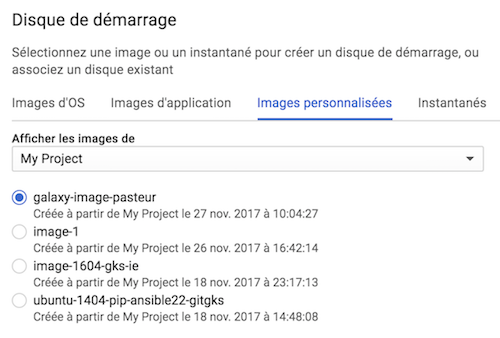 Disque de démarrage
Sélectionnez une image ou un instantané pour créer un disque de démarrage, ou
associez un disque existant
Images d'OS Images d'application Images personnalisées Instantanés
Afficher les images de
My Project
galaxy-image-pasteur
Créée à partir de My Project le 27 nov. 2017 à 10:04:27
image-1
Créée à partir de My Project le 26 nov. 2017 à 16:42:14
image-1604-gks-ie
Créée à partir de My Project le 18 nov. 2017 à 23:17:13
ubuntu-1404-pip-ansible22-gitgks
Créée à partir de My Project le 18 nov. 2017 à 14:48:08